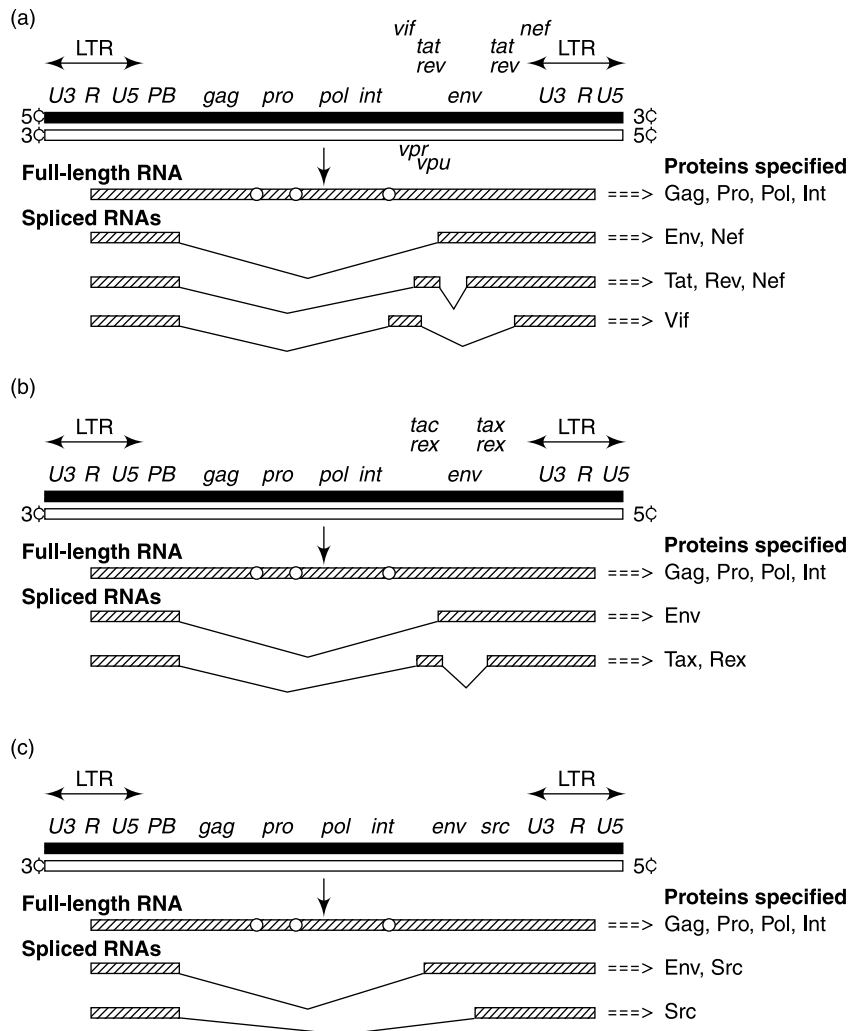 (a)
vif nef
LTR tat tat LTR
rev rev
U3 R U5 PB gag pro pol int env U3 R U5
5¢ 3¢
3¢ 5¢
vpr
vpu
Full-length RNA Proteins specified
===> Gag, Pro, Pol, Int
Spliced RNAs
===> Env, Nef
===> Tat, Rev, Nef
===> Vif
(b)
LTR tac tax LTR
rex rex
U3 R U5 PB gag pro pol int env U3 R U5
3¢ 5¢
Full-length RNA Proteins specified
===> Gag, Pro, Pol, Int
Spliced RNAs
===> Env
===> Tax, Rex
(c)
LTR LTR
U3 R U5 PB gag pro pol int env src U3 R U5
3¢ 5¢
Full-length RNA Proteins specified
===> Gag, Pro, Pol, Int
Spliced RNAs
===> Env, Src
===> Src